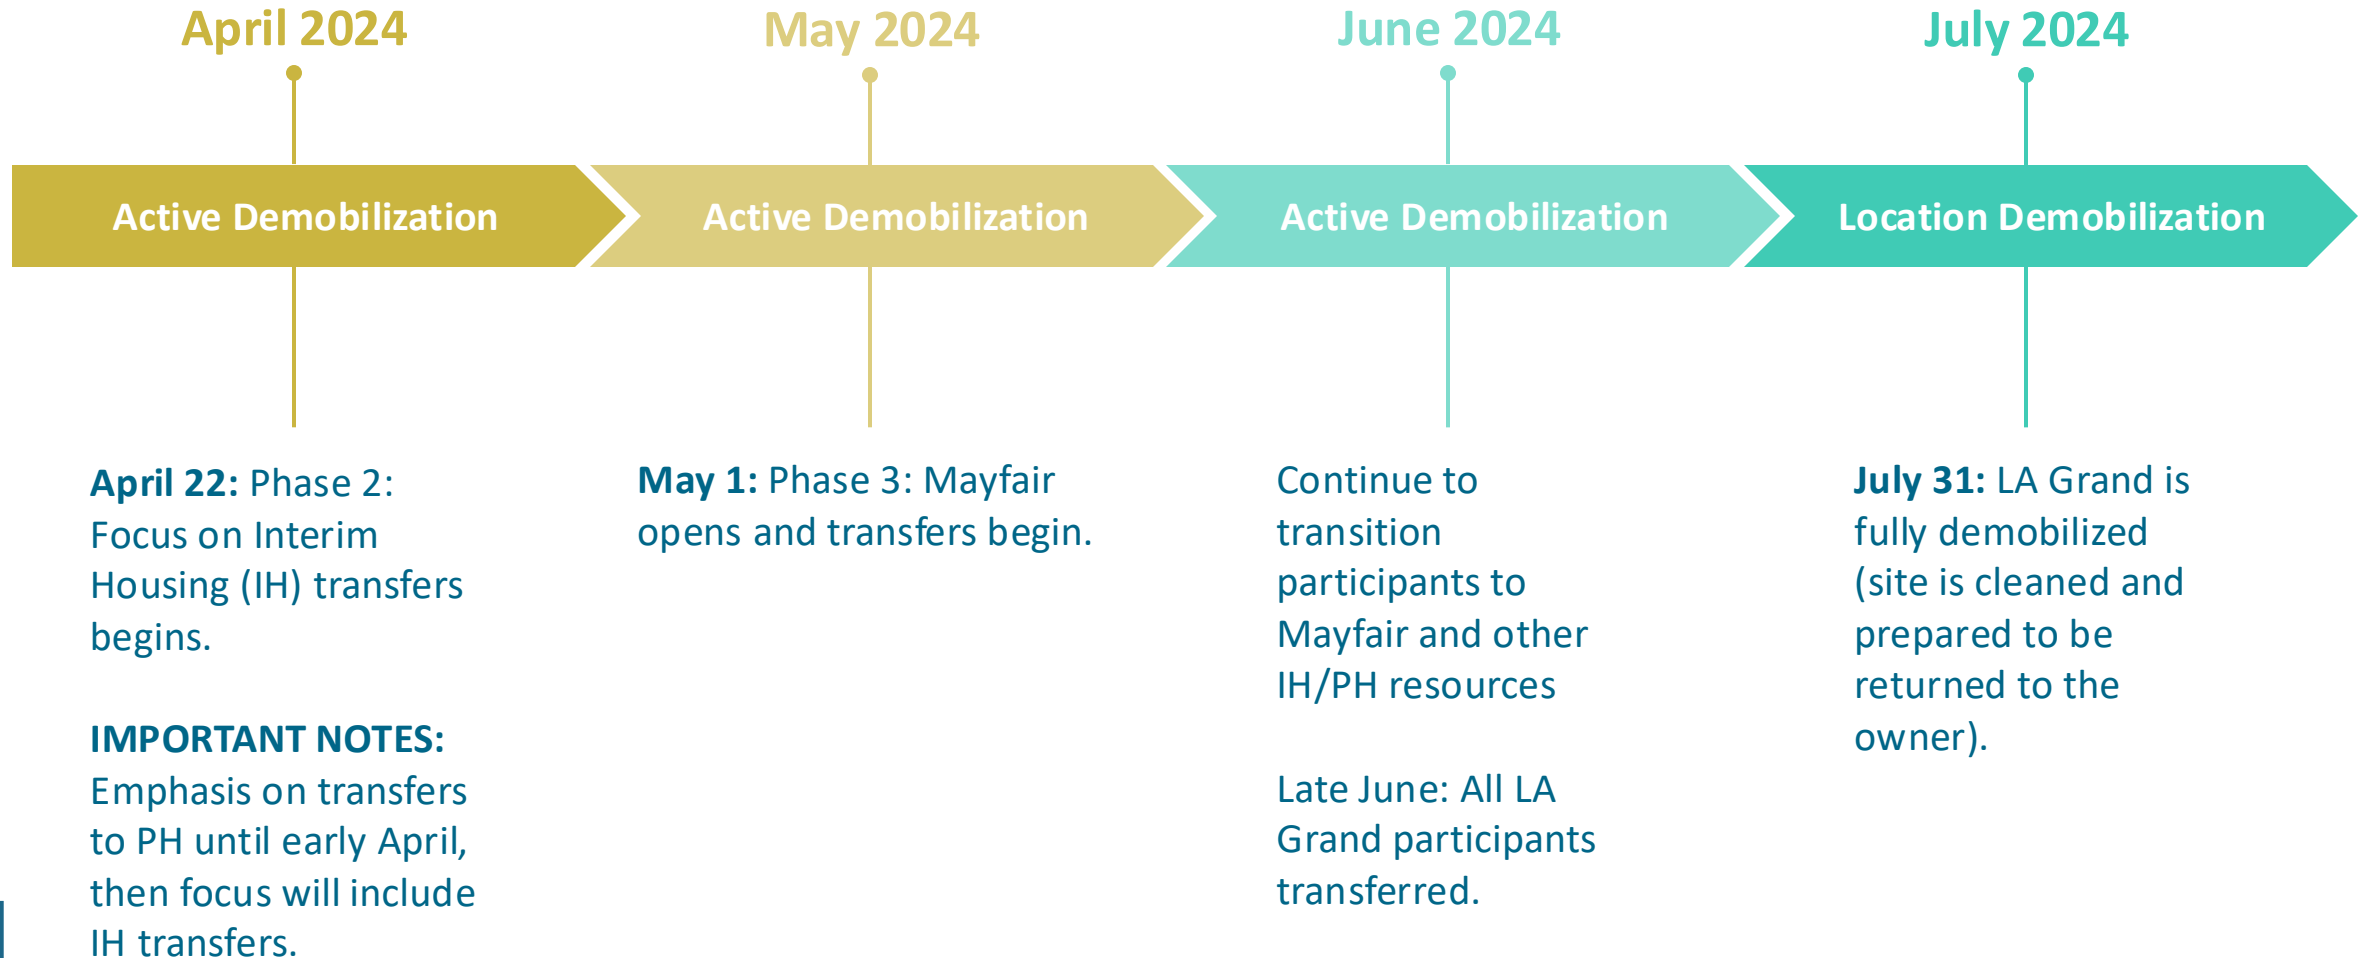 April 2024
May 2024
June 2024
July 2024
Active Demobilization
Active Demobilization
Active Demobilization
Location Demobilization
April 22: Phase 2:
Focus on Interim
Housing (IH) transfers
begins.
IMPORTANT NOTES:
Emphasis on transfers
to PH until early April,
then focus will include
IH transfers.
May 1: Phase 3: Mayfair
opens and transfers begin.
Continue to
transition
participants to
Mayfair and other
IH/PH resources
Late June: All LA
Grand participants
transferred.
July 31: LA Grand is
fully demobilized
(site is cleaned and
prepared to be
returned to the
owner).